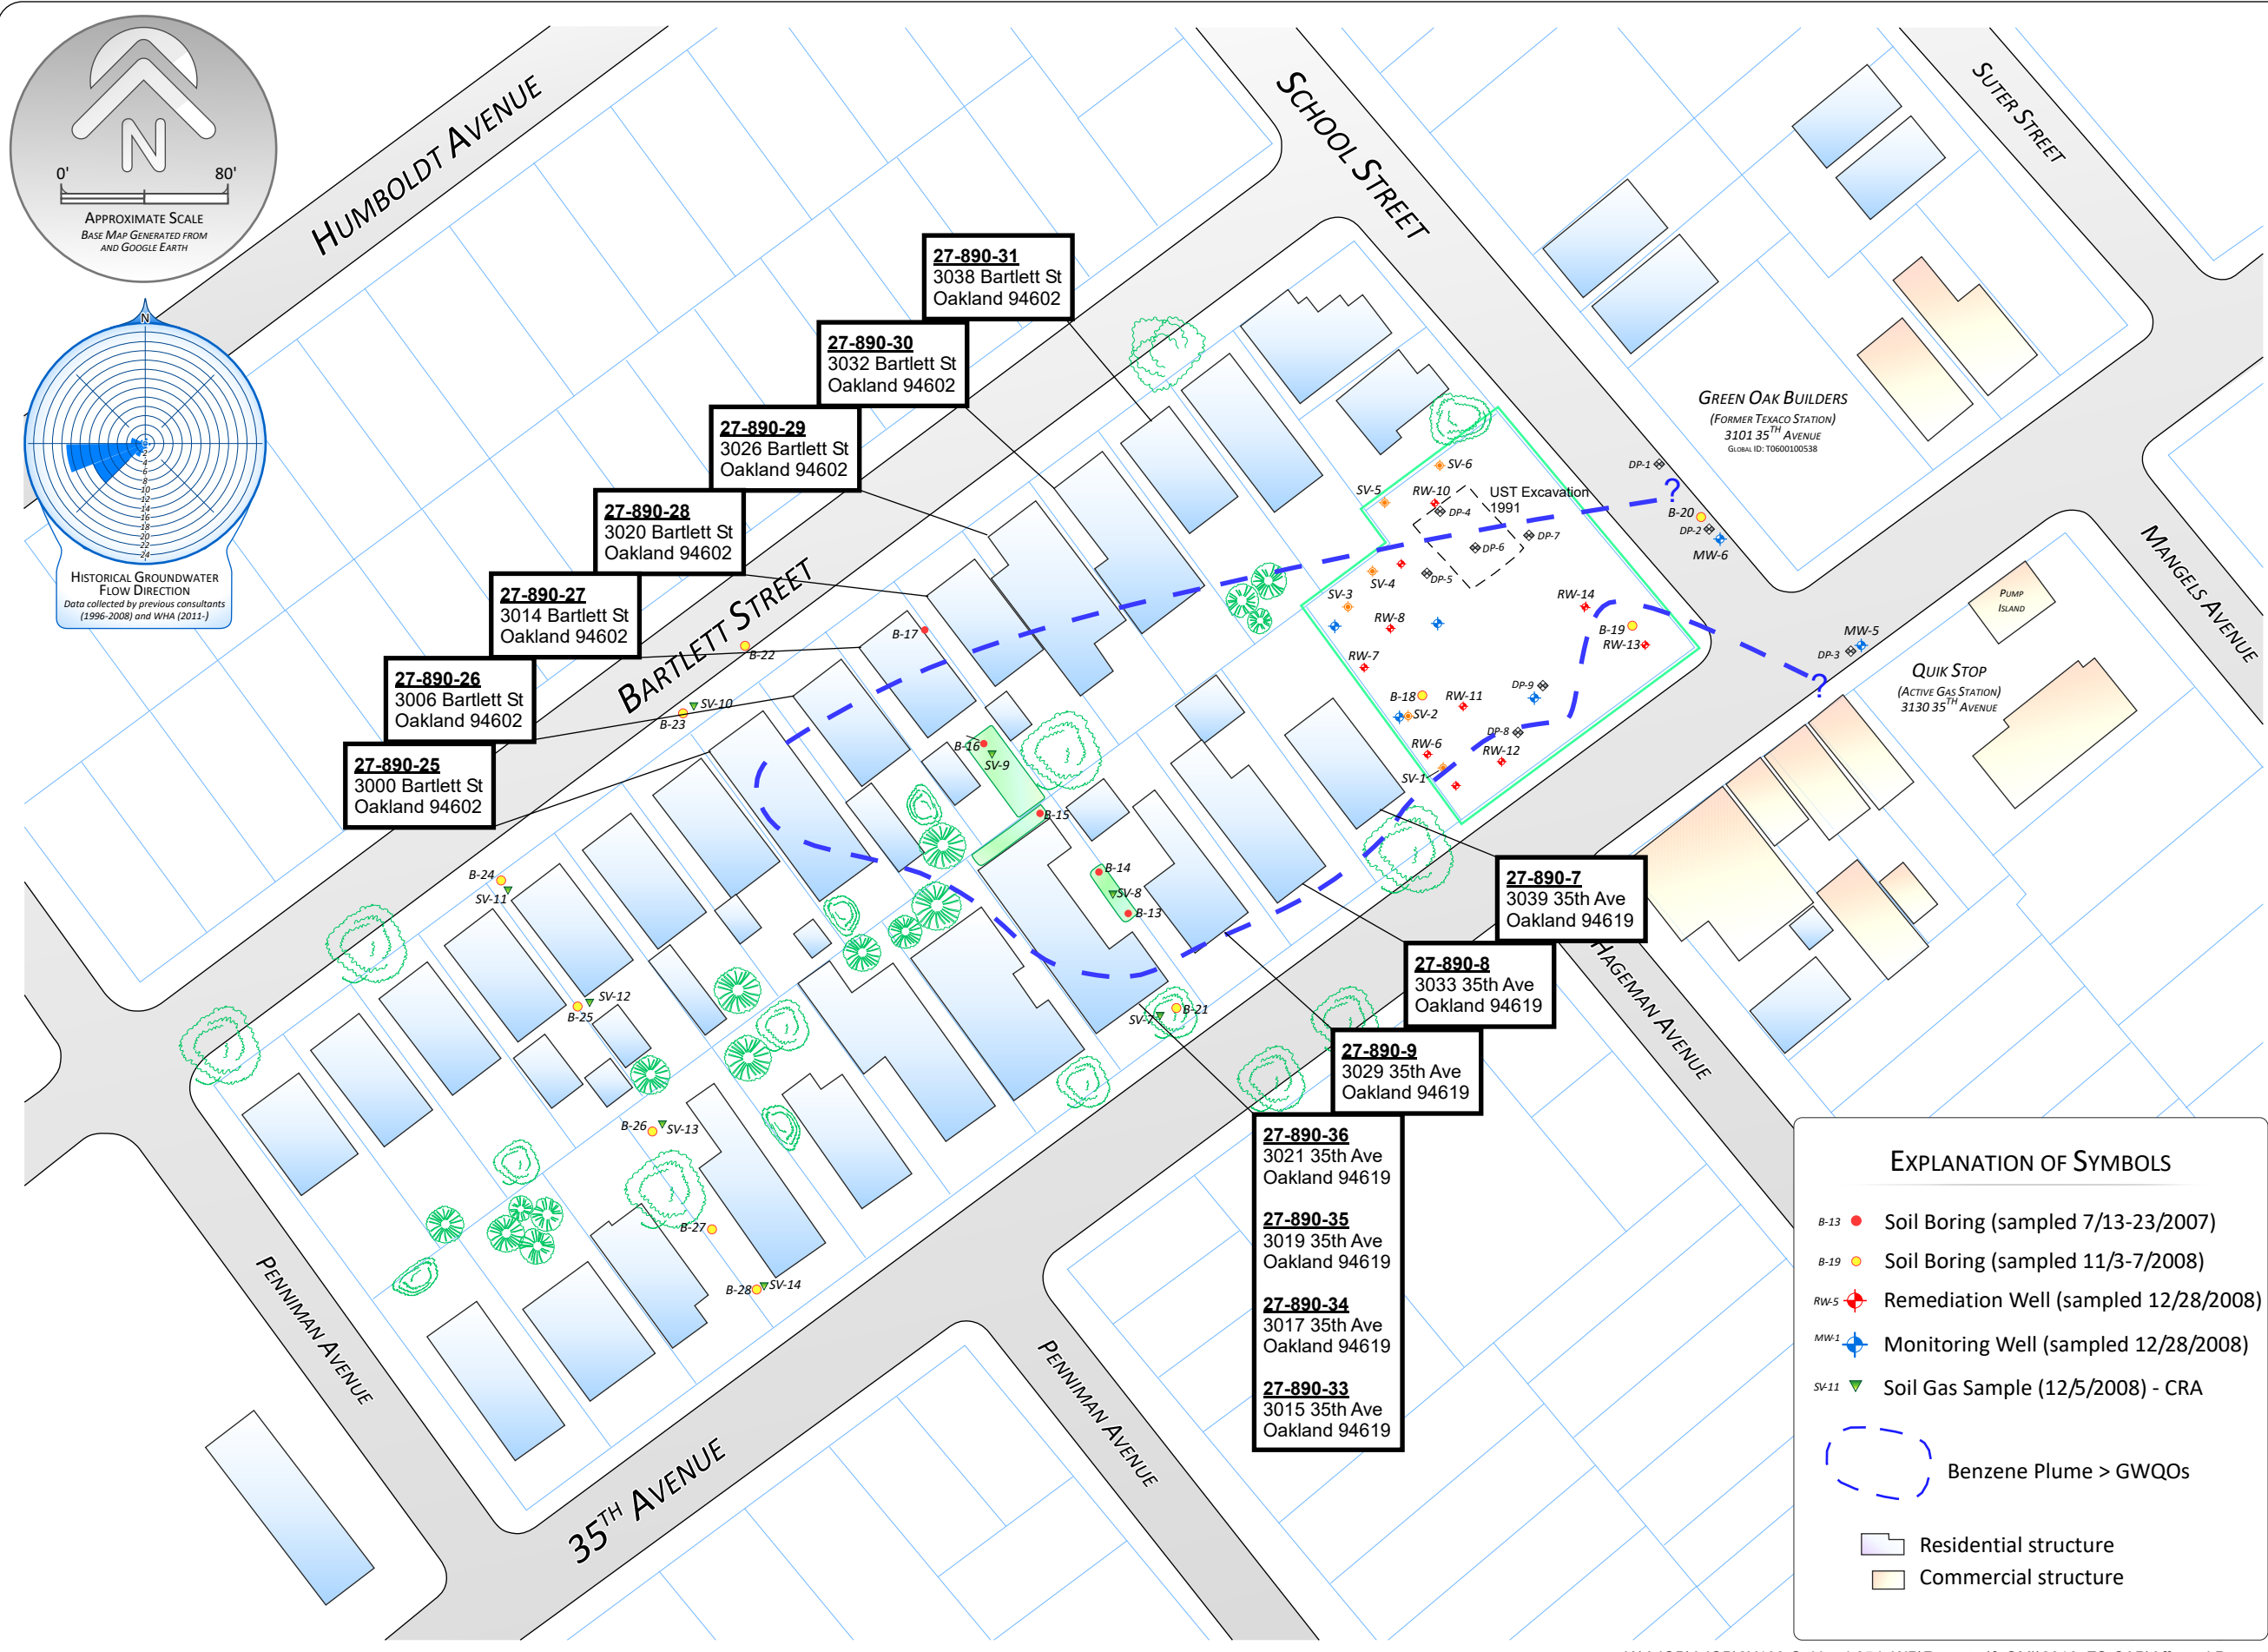 N
0' 80'
APPROXIMATE SCALE
BASE MAP GENERATED FROM
AND GOOGLE EARTH
N
2
4
6
8
10
12
14
16
18
20
22
24
HISTORICAL GROUNDWATER
FLOW DIRECTION
Data collected by previous consultants
(1996-2008) and WHA (2011-)
HUMBOLDT AVENUE
SCHOOL STREET
SUTER STREET
MANGELS AVENUE
BARTLETT STREET
HAGEMAN AVENUE
PENNIMAN AVENUE
PENNIMAN AVENUE
35TH AVENUE
27-890-31
3038 Bartlett St
Oakland 94602
27-890-30
3032 Bartlett St
Oakland 94602
27-890-29
3026 Bartlett St
Oakland 94602
27-890-28
3020 Bartlett St
Oakland 94602
27-890-27
3014 Bartlett St
Oakland 94602
27-890-26
3006 Bartlett St
Oakland 94602
27-890-25
3000 Bartlett St
Oakland 94602
GREEN OAK BUILDERS
(FORMER TEXACO STATION)
3101 35TH AVENUE
GLOBAL ID: T0600100538
PUMP
ISLAND
QUIK STOP
(ACTIVE GAS STATION)
3130 35TH AVENUE
UST Excavation
1991
SV-6
SV-5
RW-10
DP-4
DP-6
DP-7
DP-5
SV-4
SV-3
RW-8
RW-7
B-18
SV-2
RW-11
DP-9
DP-8
RW-6
RW-12
SV-1
RW-14
B-19
RW-13
DP-1
?
B-20
DP-2
MW-6
MW-5
DP-3
?
B-17
B-22
SV-10
B-23
B-16
SV-9
B-15
B-14
SV-8
B-13
SV-7
B-21
B-24
SV-11
SV-12
B-25
B-26
SV-13
B-27
B-28
SV-14
27-890-7
3039 35th Ave
Oakland 94619
27-890-8
3033 35th Ave
Oakland 94619
27-890-9
3029 35th Ave
Oakland 94619
27-890-36
3021 35th Ave
Oakland 94619
27-890-35
3019 35th Ave
Oakland 94619
27-890-34
3017 35th Ave
Oakland 94619
27-890-33
3015 35th Ave
Oakland 94619
EXPLANATION OF SYMBOLS
B-13 Soil Boring (sampled 7/13-23/2007)
B-19 Soil Boring (sampled 11/3-7/2008)
RW-5 Remediation Well (sampled 12/28/2008)
MW-1 Monitoring Well (sampled 12/28/2008)
SV-11 Soil Gas Sample (12/5/2008) - CRA
Benzene Plume > GWQOs
Residential structure
Commercial structure